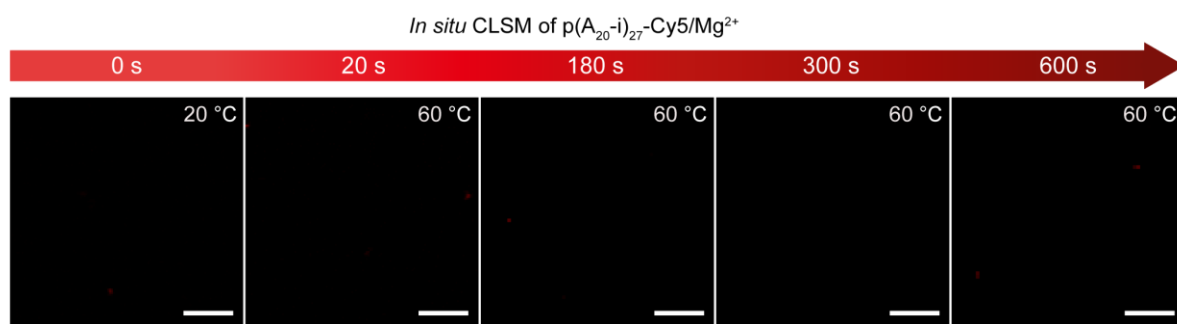 In situ CLSM of p(A₂₀-i)₂₇-Cy5/Mg²⁺
0 s 20 s 180 s 300 s 600 s
20 °C 60 °C 60 °C 60 °C 60 °C